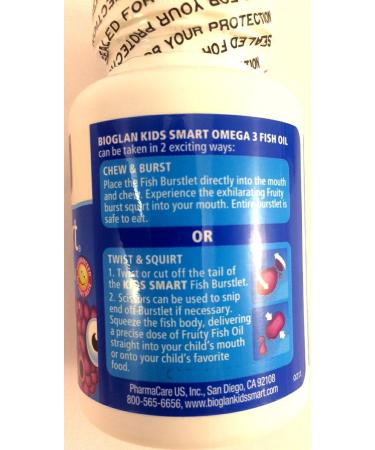 SEALED FOR YOUR
PROTECTION
SEALED FOR YOUR PROTECTION
BIOGLAN KIDS SMART OMEGA 3 FISH OIL
can be taken in 2 exciting ways:
CHEW & BURST
Place the Fish Burstlet directly into the mouth
and chew. Experience the exhilarating Fruity
burst squirt into your mouth. Entire burstlet is
safe to eat.
OR
TWIST & SQUIRT
1. Twist or cut off the tail of
the KIDS SMART Fish Burstlet.
2. Scissors can be used to snip
end off Burstlet if necessary.
Squeeze the fish body, delivering
a precise dose of Fruity Fish Oil
straight into your child's mouth
or onto your child's favorite
food.
PharmaCare US, Inc., San Diego, CA 92108
800-565-6656, www.bioglankidssmart.com